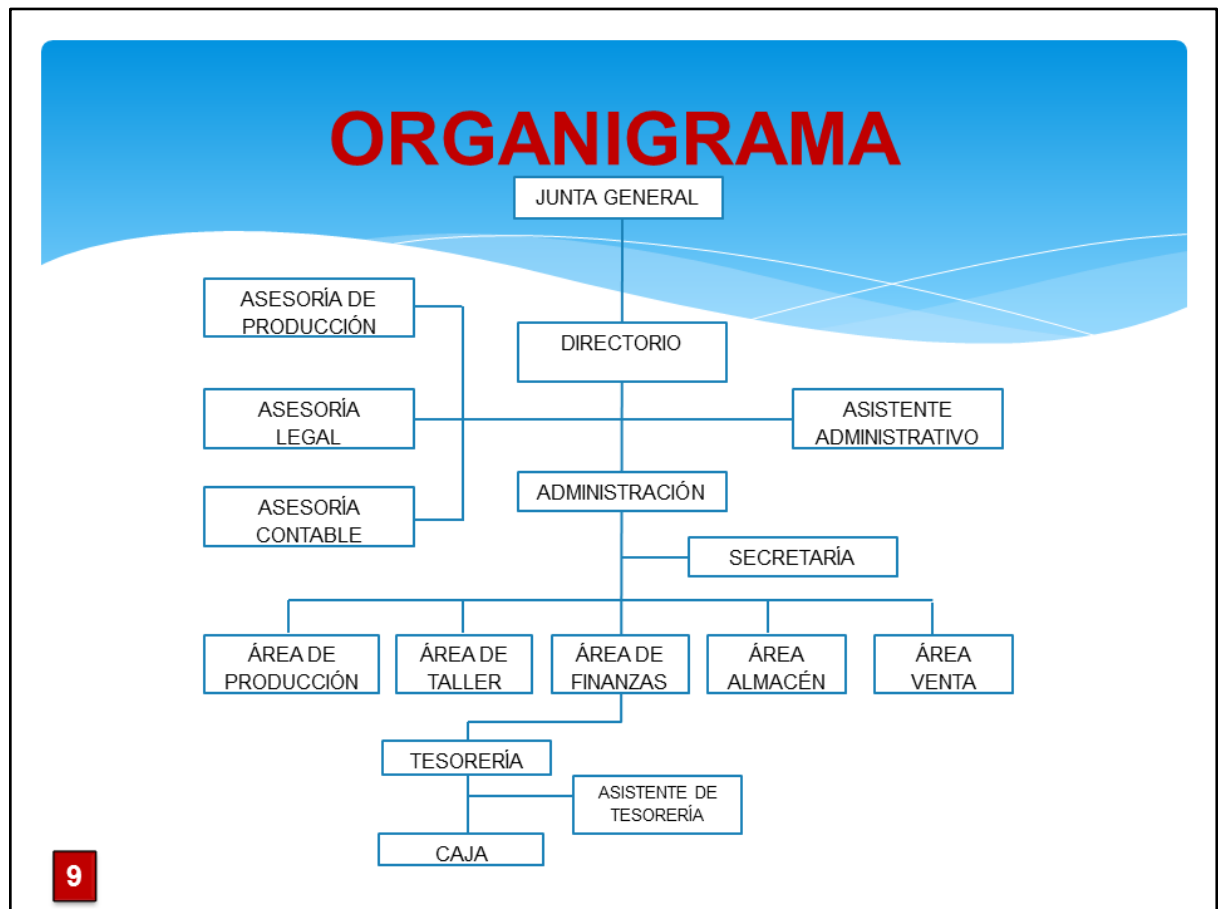 ORGANIGRAMA
JUNTA GENERAL
ASESORÍA DE
PRODUCCIÓN
DIRECTORIO
ASESORÍA
LEGAL
ASISTENTE
ADMINISTRATIVO
ADMINISTRACIÓN
ASESORÍA
CONTABLE
SECRETARÍA
ÁREA DE
PRODUCCIÓN
ÁREA DE
TALLER
ÁREA DE
FINANZAS
ÁREA
ALMACÉN
ÁREA
VENTA
TESORERÍA
ASISTENTE DE
TESORERÍA
CAJA
9